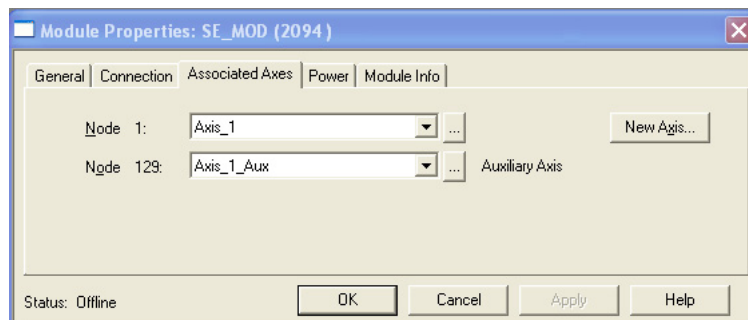 Module Properties: SE_MOD (2094)
General Connection Associated Axes Power Module Info
Node 1: Axis_1 ... New Axis...
Node 129: Axis_1_Aux ... Auxiliary Axis
Status: Offline OK Cancel Apply Help